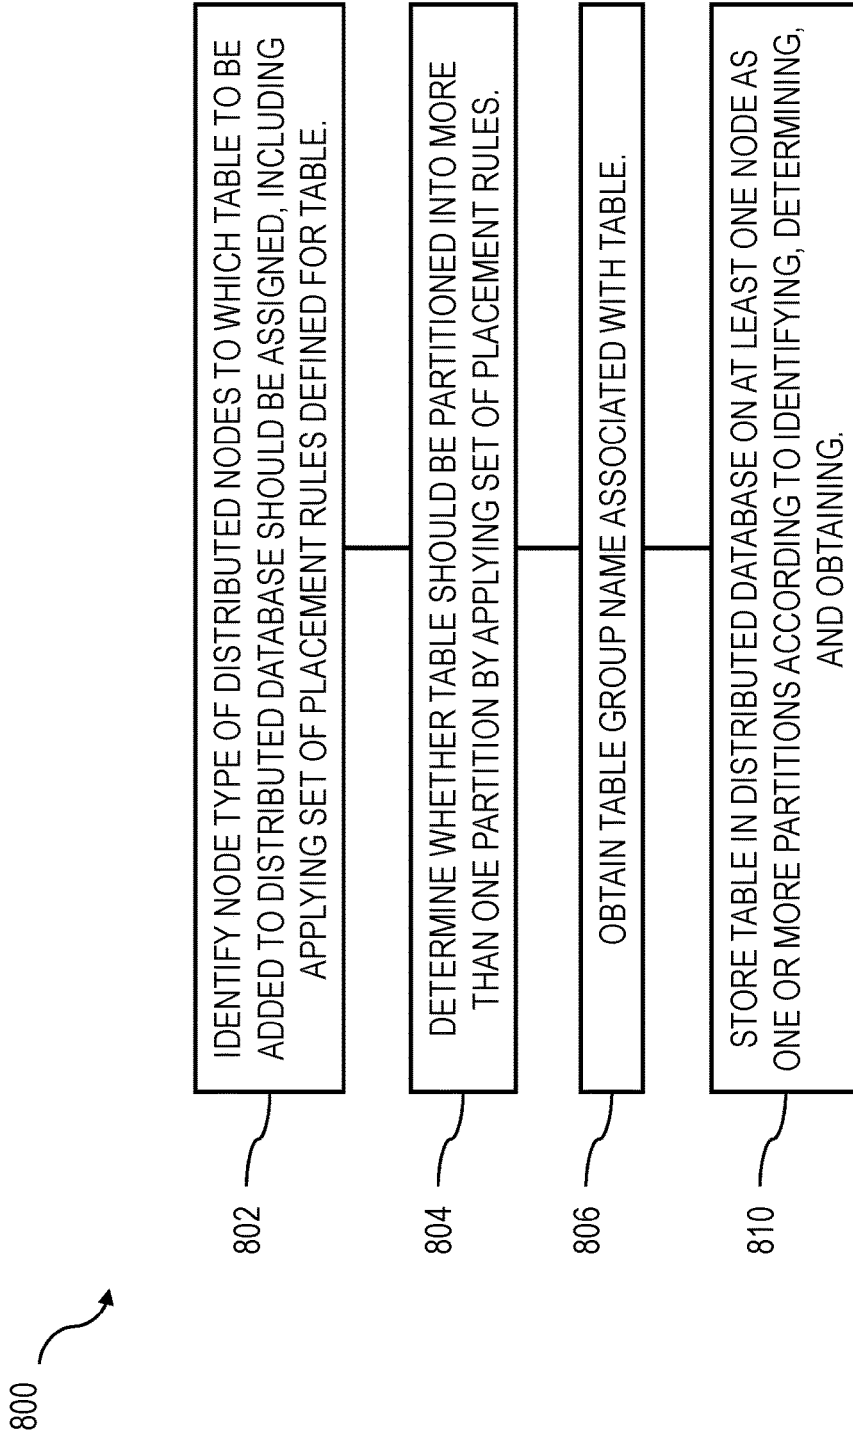 800
802
IDENTIFY NODE TYPE OF DISTRIBUTED NODES TO WHICH TABLE TO BE
ADDED TO DISTRIBUTED DATABASE SHOULD BE ASSIGNED, INCLUDING
APPLYING SET OF PLACEMENT RULES DEFINED FOR TABLE.
804
DETERMINE WHETHER TABLE SHOULD BE PARTITIONED INTO MORE
THAN ONE PARTITION BY APPLYING SET OF PLACEMENT RULES.
806
OBTAIN TABLE GROUP NAME ASSOCIATED WITH TABLE.
810
STORE TABLE IN DISTRIBUTED DATABASE ON AT LEAST ONE NODE AS
ONE OR MORE PARTITIONS ACCORDING TO IDENTIFYING, DETERMINING,
AND OBTAINING.